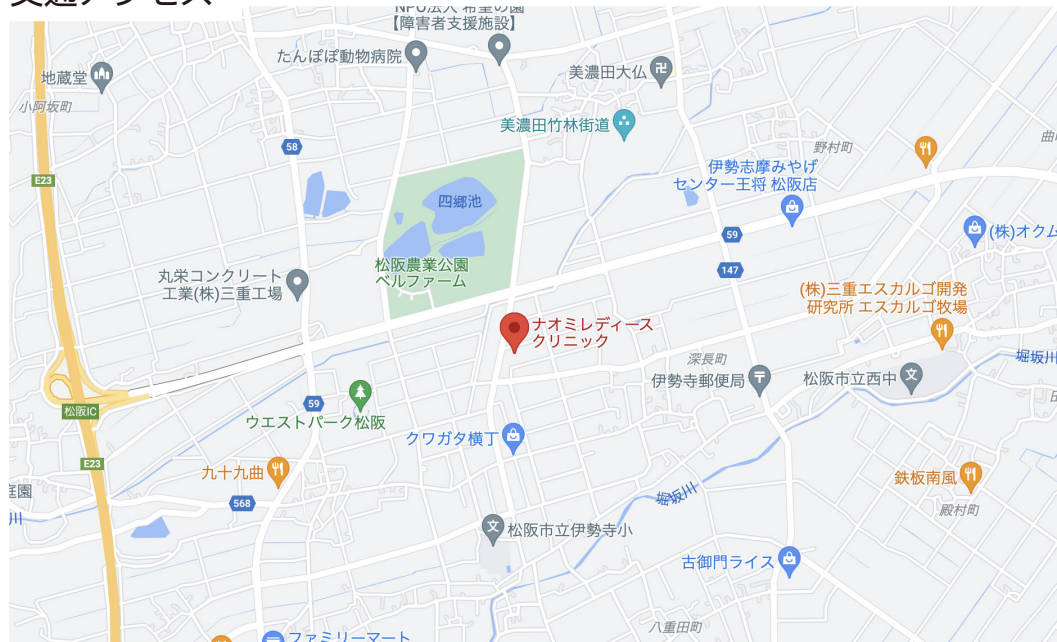 交通アクセス
NPO法人 希望の園
【障害者支援施設】
たんぽぽ動物病院
地蔵堂
美濃田大仏
小阿坂町
美濃田竹林街道
58
野村町
伊勢志摩みやげ
センター王将 松阪店
E23
四郷池
59
(株)オクム
松阪農業公園
ベルファーム
147
丸栄コンクリート
工業(株)三重工場
(株)三重エスカルゴ開発
研究所 エスカルゴ牧場
ナオミレディース
クリニック
深長町
堀坂川
伊勢寺郵便局
松阪市立西中
松阪IC
59
ウエストパーク松阪
クワガタ横丁
E23
九十九曲
鉄板南風
庭園
568
堀坂川
殿村町
川
松阪市立伊勢寺小
古御門ライス
八重田町
ファミリーマート